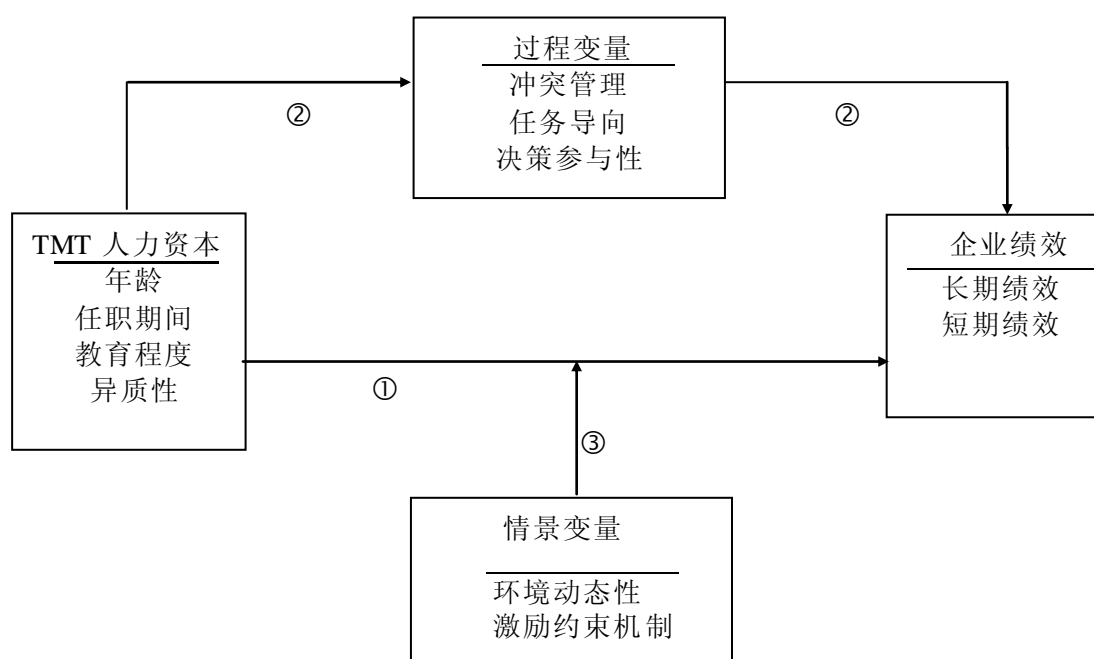 过程变量
冲突管理
任务导向
决策参与性
②
②
TMT 人力资本
年龄
任职期间
教育程度
异质性
企业绩效
长期绩效
短期绩效
①
③
情景变量
环境动态性
激励约束机制